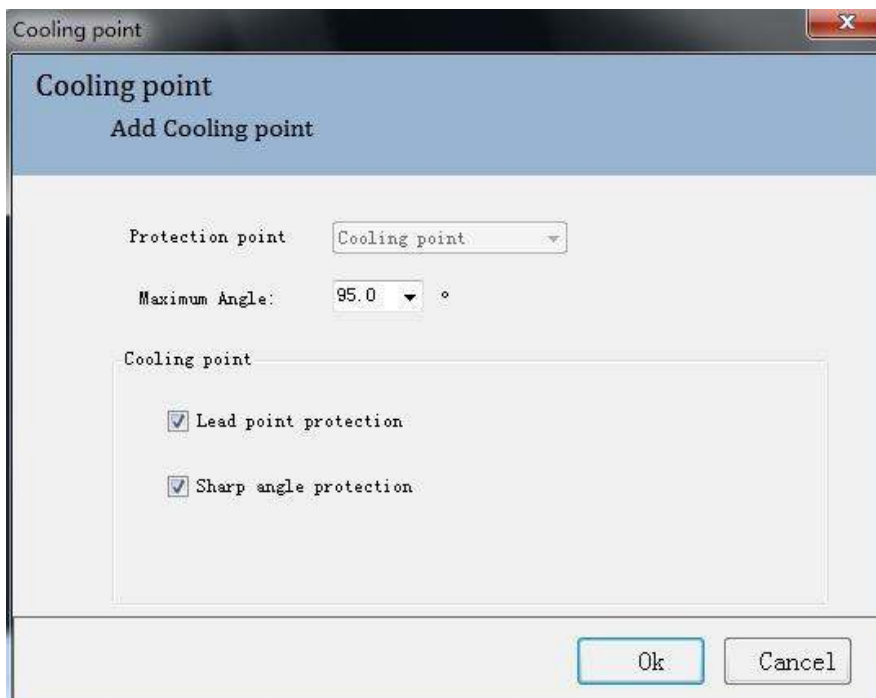 Cooling point
Cooling point
Add Cooling point
Protection point Cooling point
Maximum Angle: 95.0 °
Cooling point
Lead point protection
Sharp angle protection
Ok Cancel